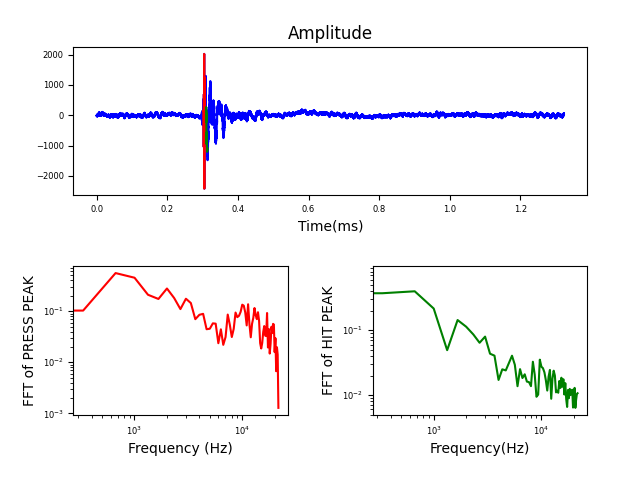 Amplitude
2000
1000
0
−1000
−2000
0.0 0.2 0.4 0.6 0.8 1.0 1.2
Time(ms)
FFT of PRESS PEAK
10⁻¹
10⁻²
10⁻³
10³ 10⁴
Frequency (Hz)
FFT of HIT PEAK
10⁻¹
10⁻²
10³ 10⁴
Frequency(Hz)